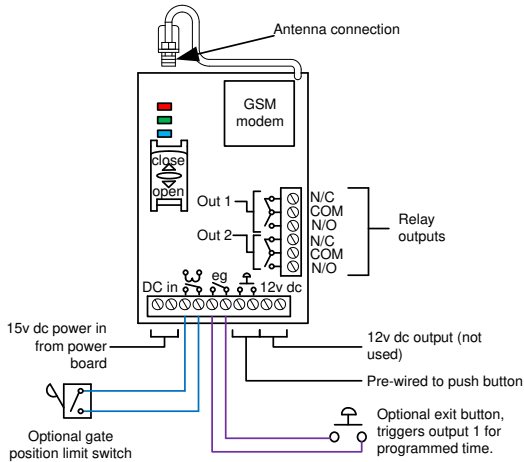 Antenna connection
GSM
modem
close
open
Out 1
Out 2
N/C
COM
N/O
N/C
COM
N/O
Relay
outputs
DC in
eg
12v dc
15v dc power in
from power
board
12v dc output (not
used)
Pre-wired to push button
Optional gate
position limit switch
Optional exit button,
triggers output 1 for
programmed time.